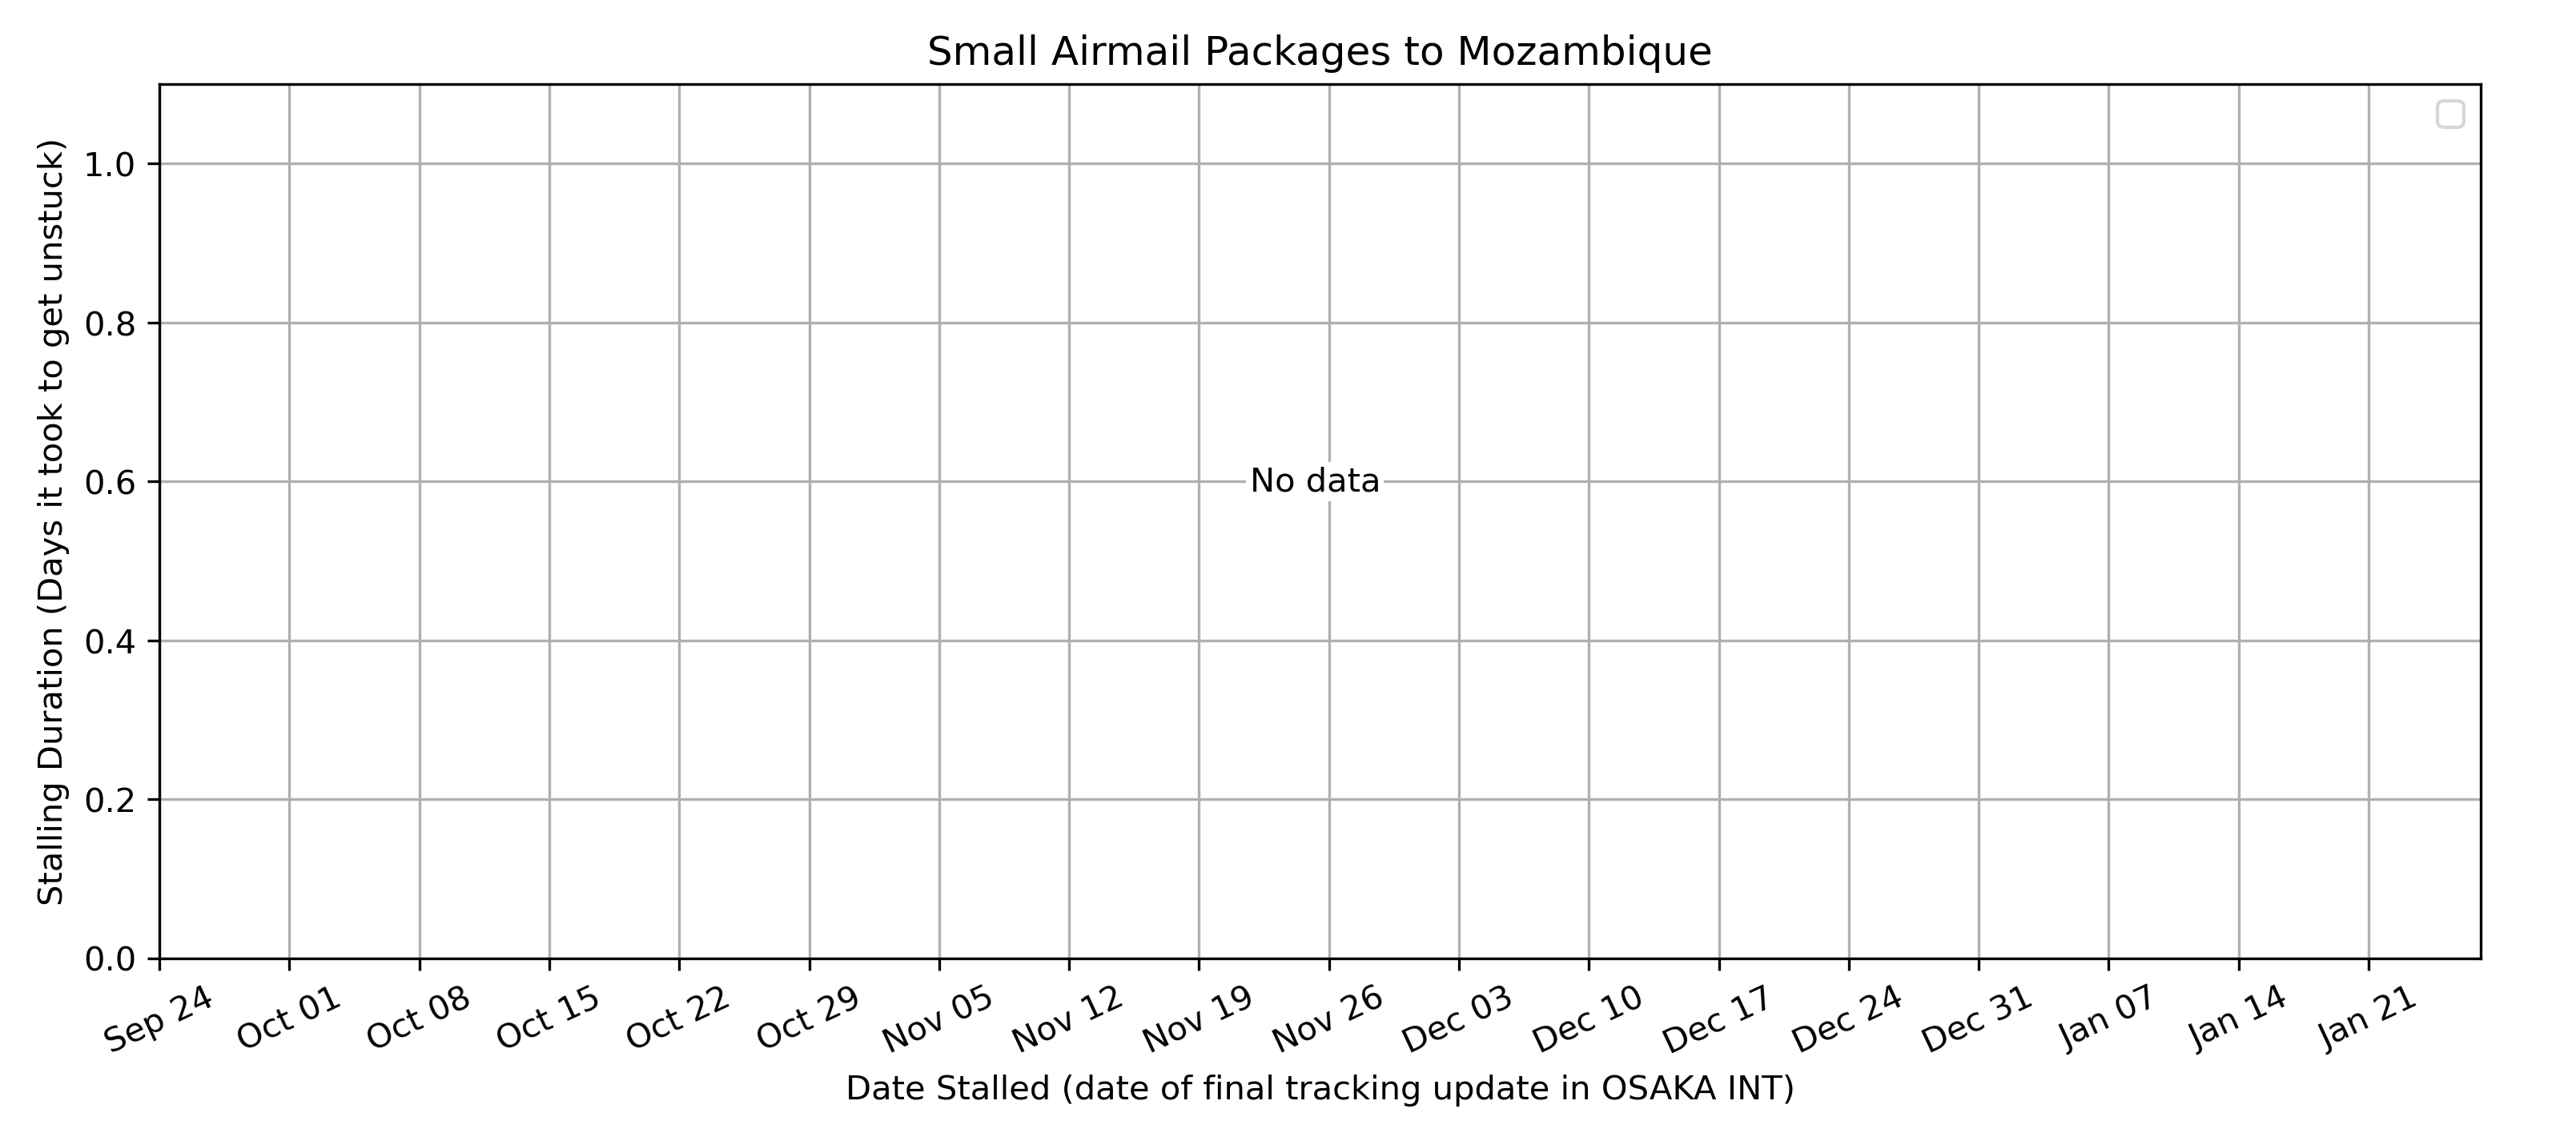 Small Airmail Packages to Mozambique
Stalling Duration (Days it took to get unstuck)
1.0
0.8
0.6
0.4
0.2
0.0
No data
Sep 24 Oct 01 Oct 08 Oct 15 Oct 22 Oct 29 Nov 05 Nov 12 Nov 19 Nov 26 Dec 03 Dec 10 Dec 17 Dec 24 Dec 31 Jan 07 Jan 14 Jan 21
Date Stalled (date of final tracking update in OSAKA INT)